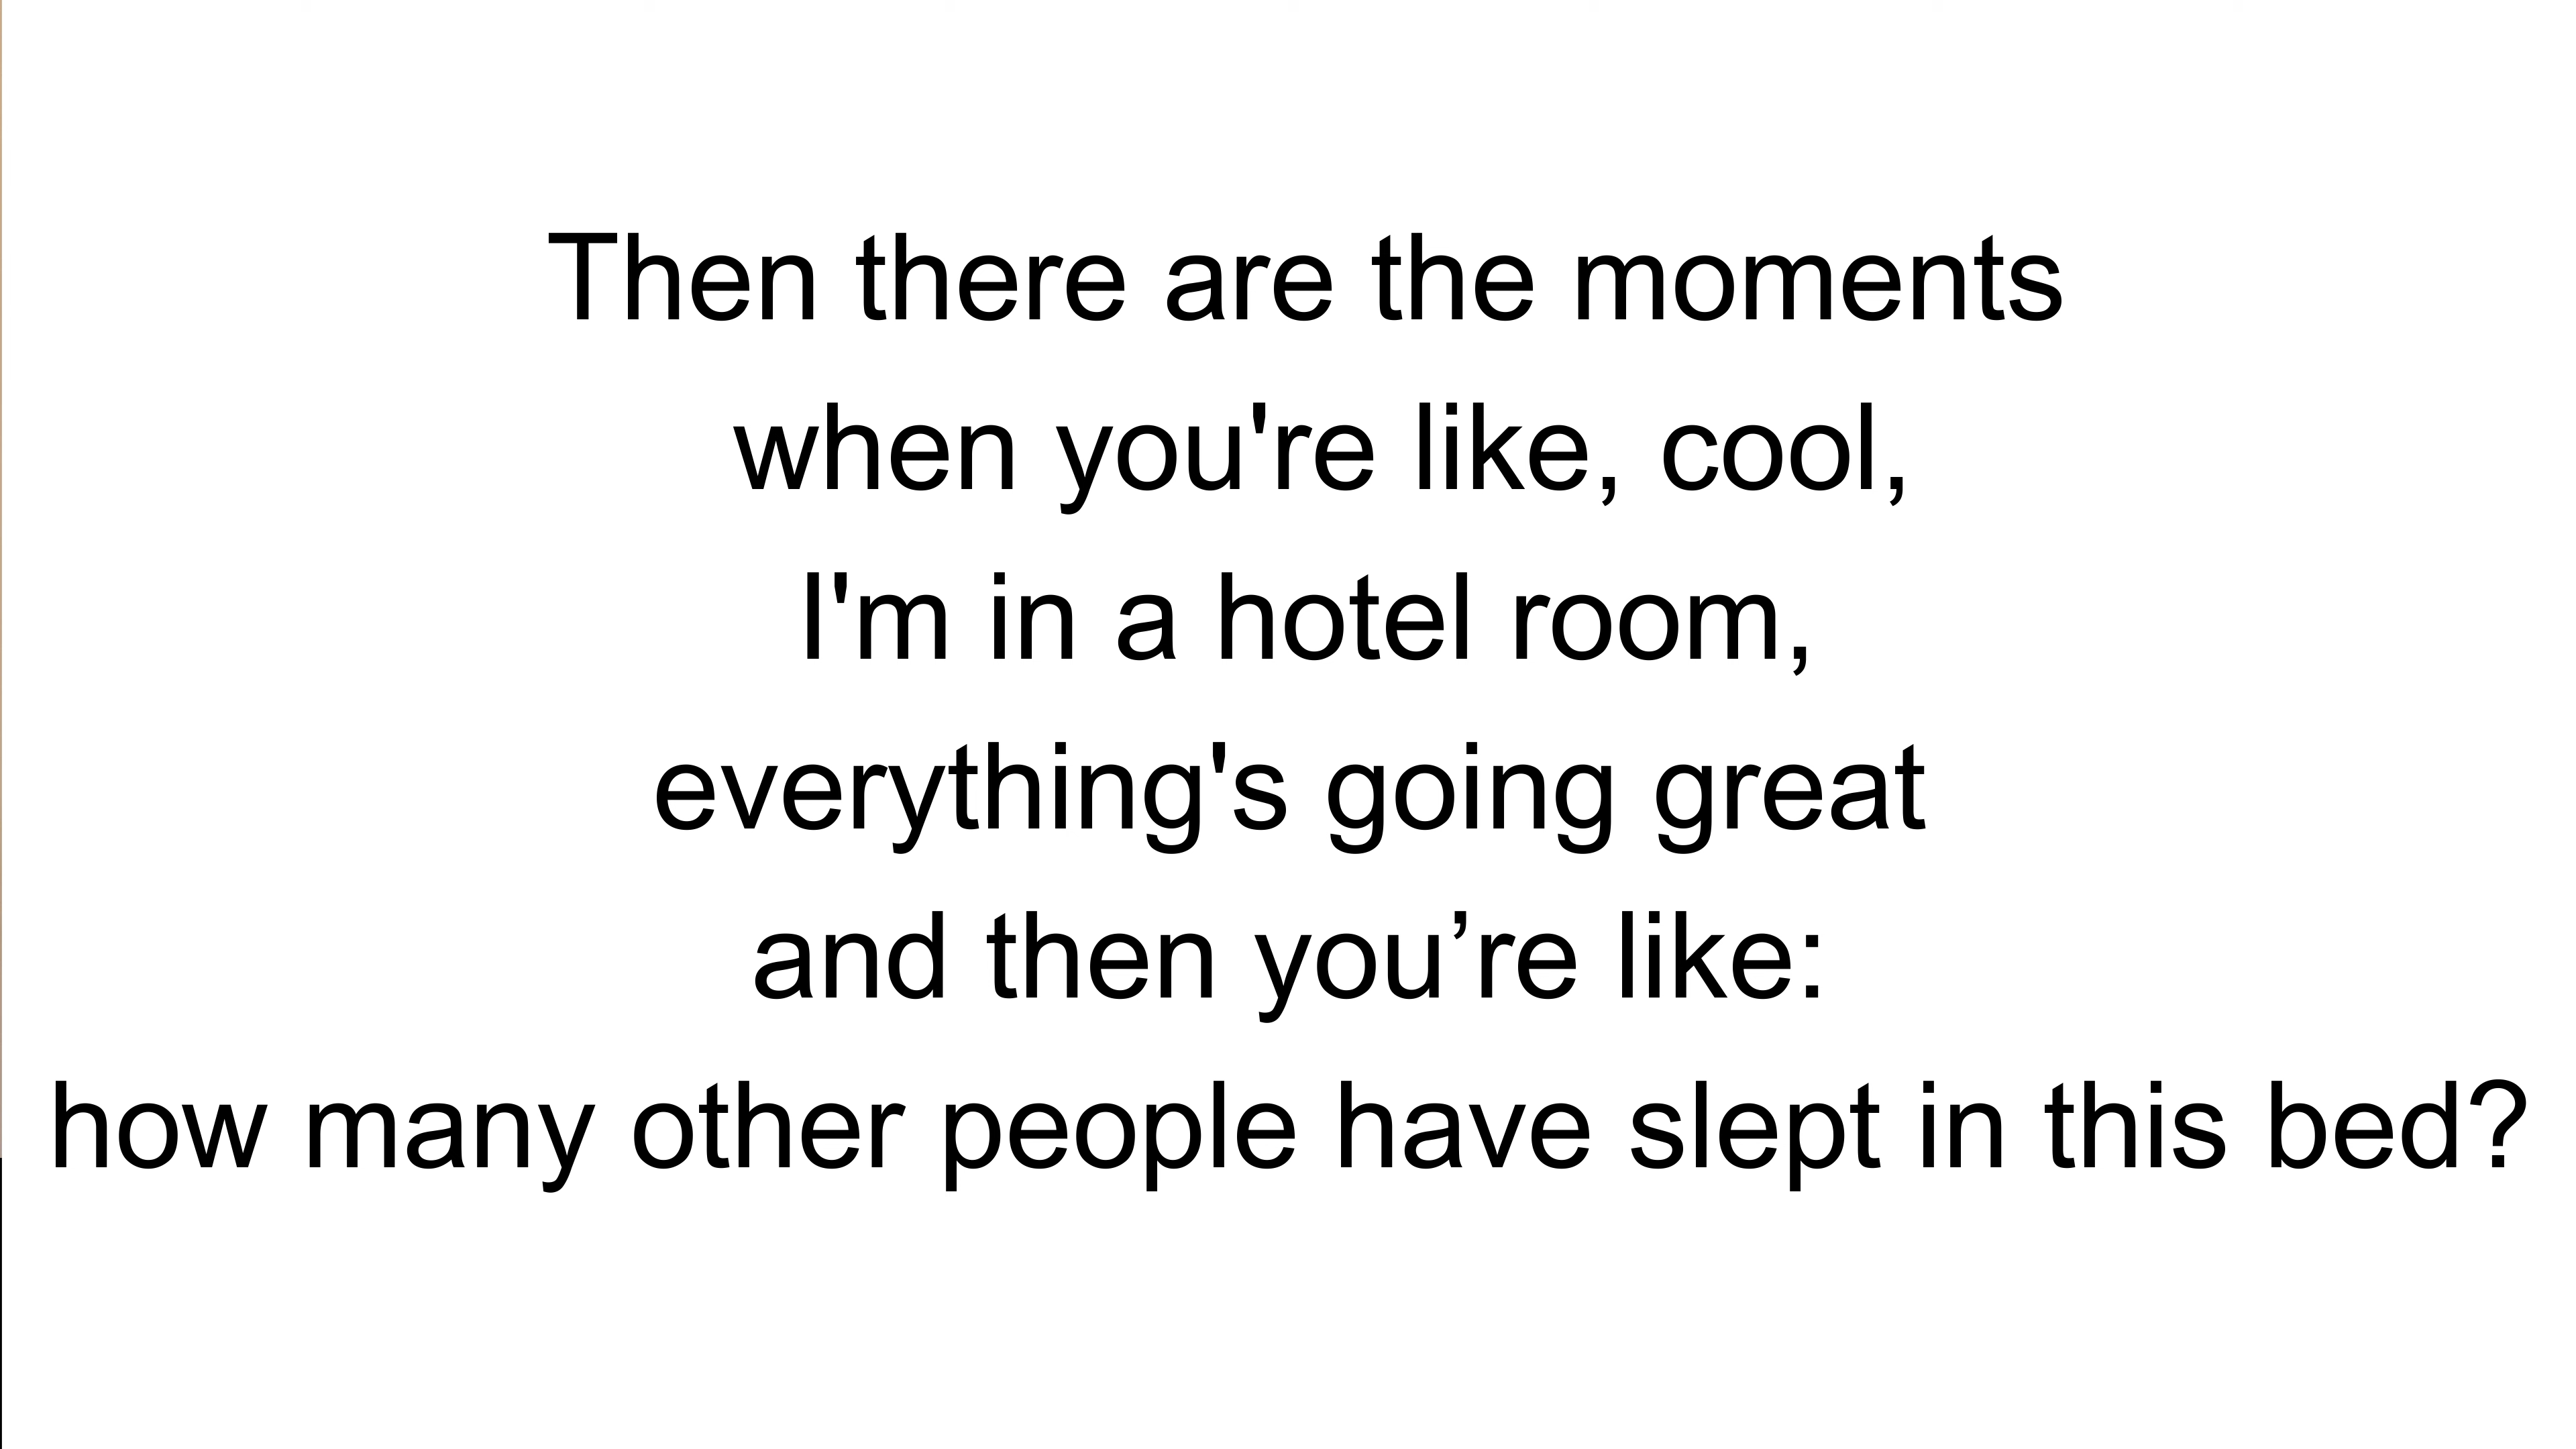 Then there are the moments
when you're like, cool,
I'm in a hotel room,
everything's going great
and then you’re like:
how many other people have slept in this bed?